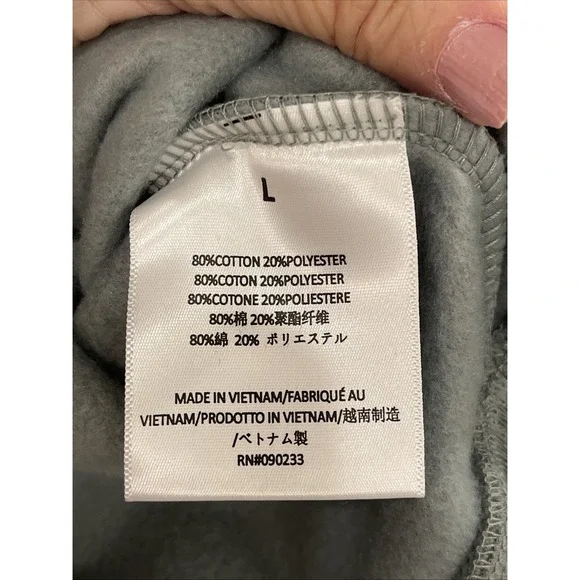 L
80%COTTON 20%POLYESTER
80%COTTON 20%POLYESTER
80%COTONE 20%POLIESTERE
80%棉 20%聚酯纤维
80%綿 20% ポリエステル
MADE IN VIETNAM/FABRIQUÉ AU
VIETNAM/PRODOTTO IN VIETNAM/越南制造
/ベトナム製
RN#090233